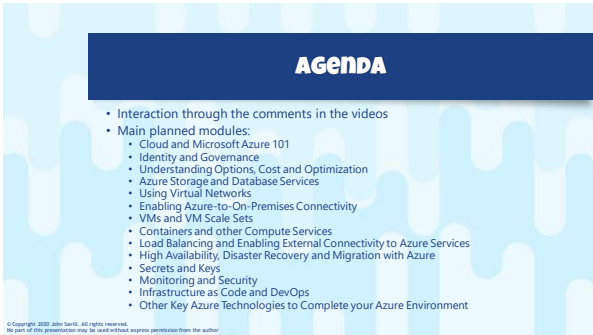 AGENDA
• Interaction through the comments in the videos
• Main planned modules:
• Cloud and Microsoft Azure 101
• Identity and Governance
• Understanding Options, Cost and Optimization
• Azure Storage and Database Services
• Using Virtual Networks
• Enabling Azure-to-On-Premises Connectivity
• VMs and VM Scale Sets
• Containers and other Compute Services
• Load Balancing and Enabling External Connectivity to Azure Services
• High Availability, Disaster Recovery and Migration with Azure
• Secrets and Keys
• Monitoring and Security
• Infrastructure as Code and DevOps
• Other Key Azure Technologies to Complete your Azure Environment
© Copyright 2020 John Savill. All rights reserved.
No part of this presentation may be used without express permission from the author